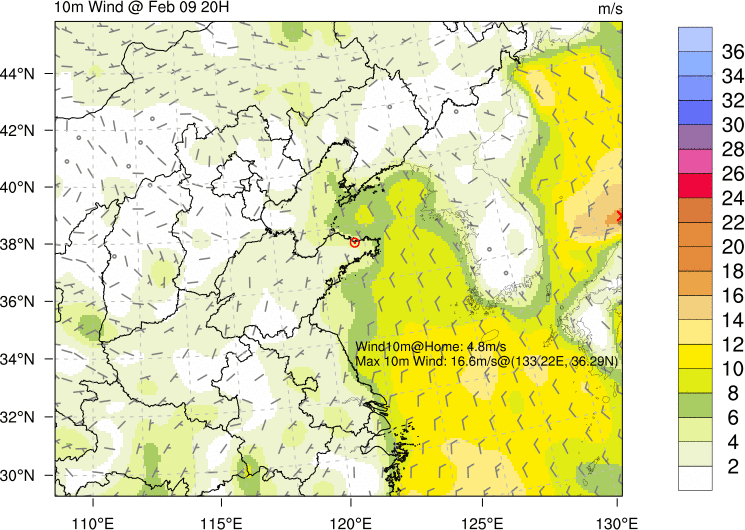 10m Wind @ Feb 09 20H
m/s
44°N
42°N
40°N
38°N
36°N
34°N
32°N
30°N
110°E
115°E
120°E
125°E
130°E
Wind10m@Home: 4.8m/s
Max 10m Wind: 16.6m/s@(133.22E, 36.29N)
36
34
32
30
28
26
24
22
20
18
16
14
12
10
8
6
4
2